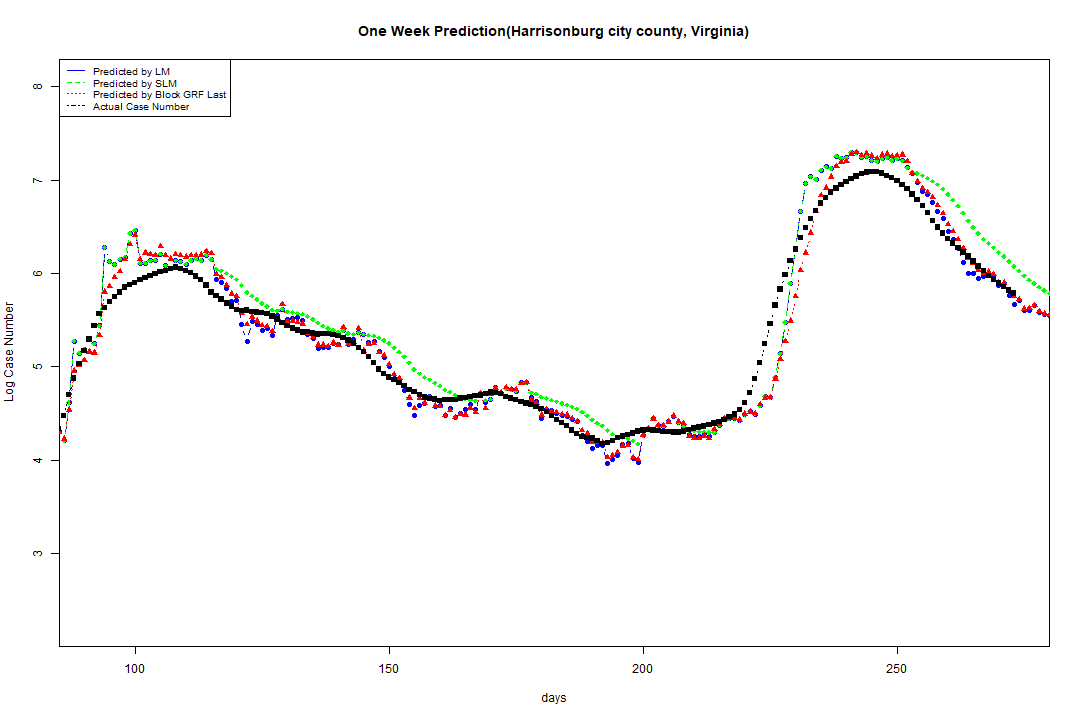 One Week Prediction(Harrisonburg city county, Virginia)
Predicted by LM
Predicted by SLM
Predicted by Block GRF Last
Actual Case Number
8
7
6
5
4
3
Log Case Number
100 150 200 250
days